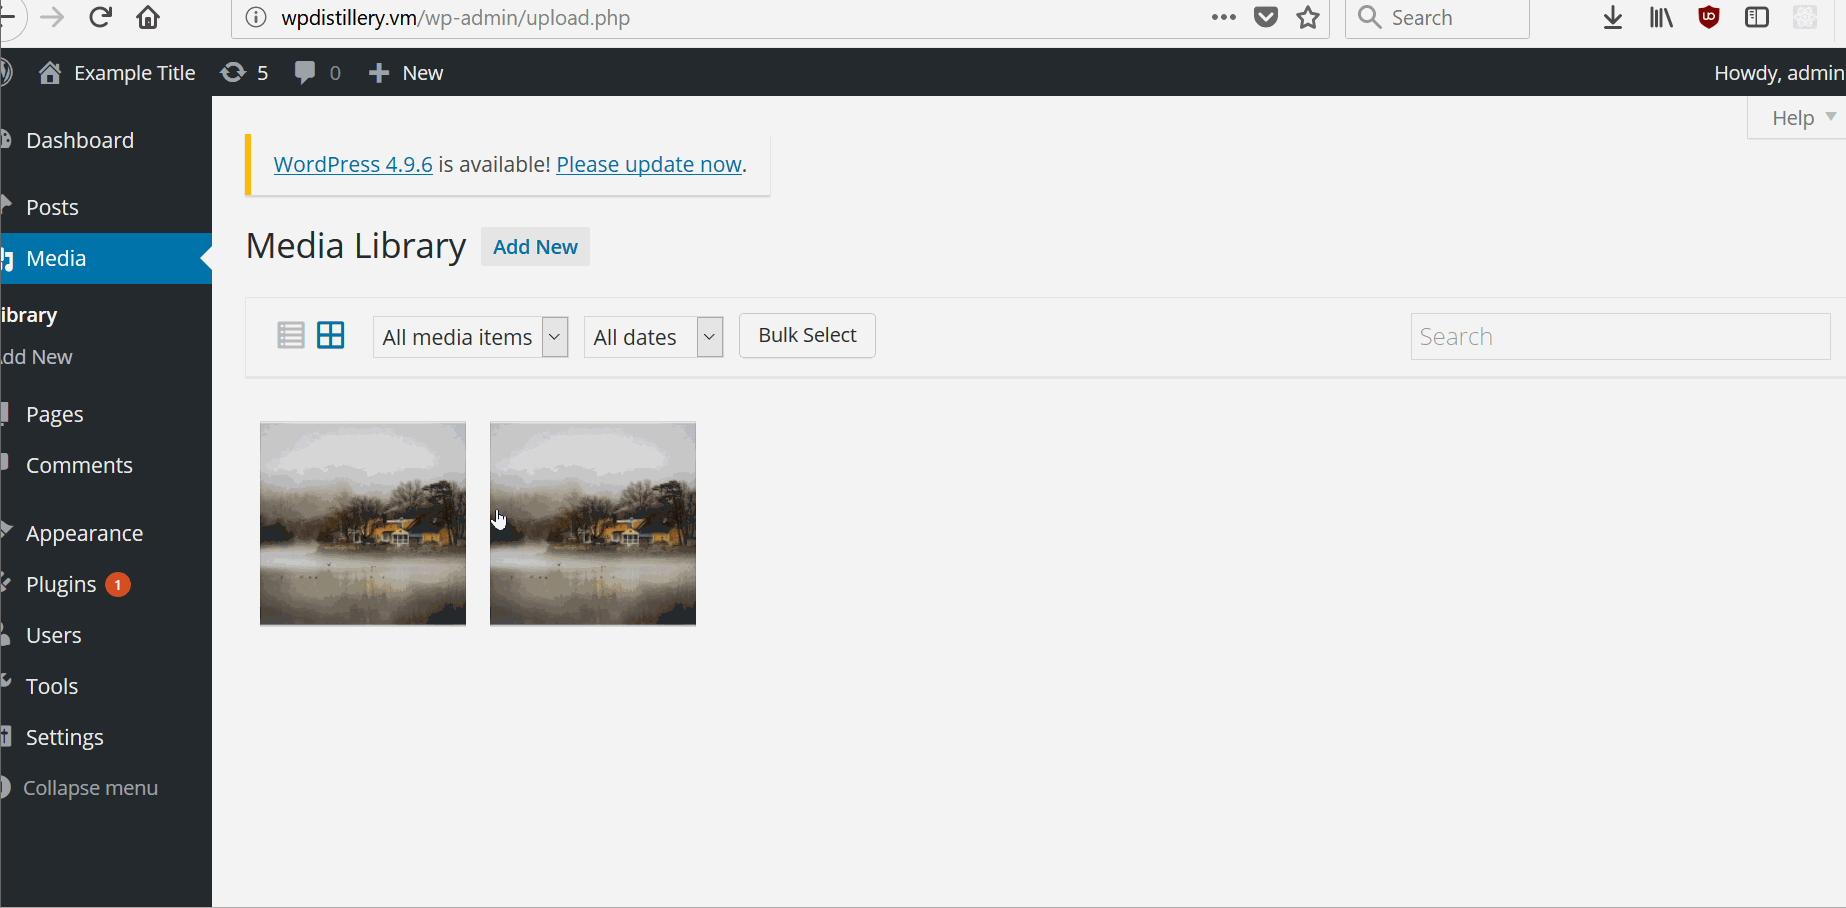 wpdistillery.vm/wp-admin/upload.php
Search
Example Title 5 0 New
Howdy, admin
Help
Dashboard
Posts
Media
ibrary
dd New
Pages
Comments
Appearance
Plugins 1
Users
Tools
Settings
Collapse menu
WordPress 4.9.6 is available! Please update now.
Media Library Add New
All media items All dates Bulk Select
Search